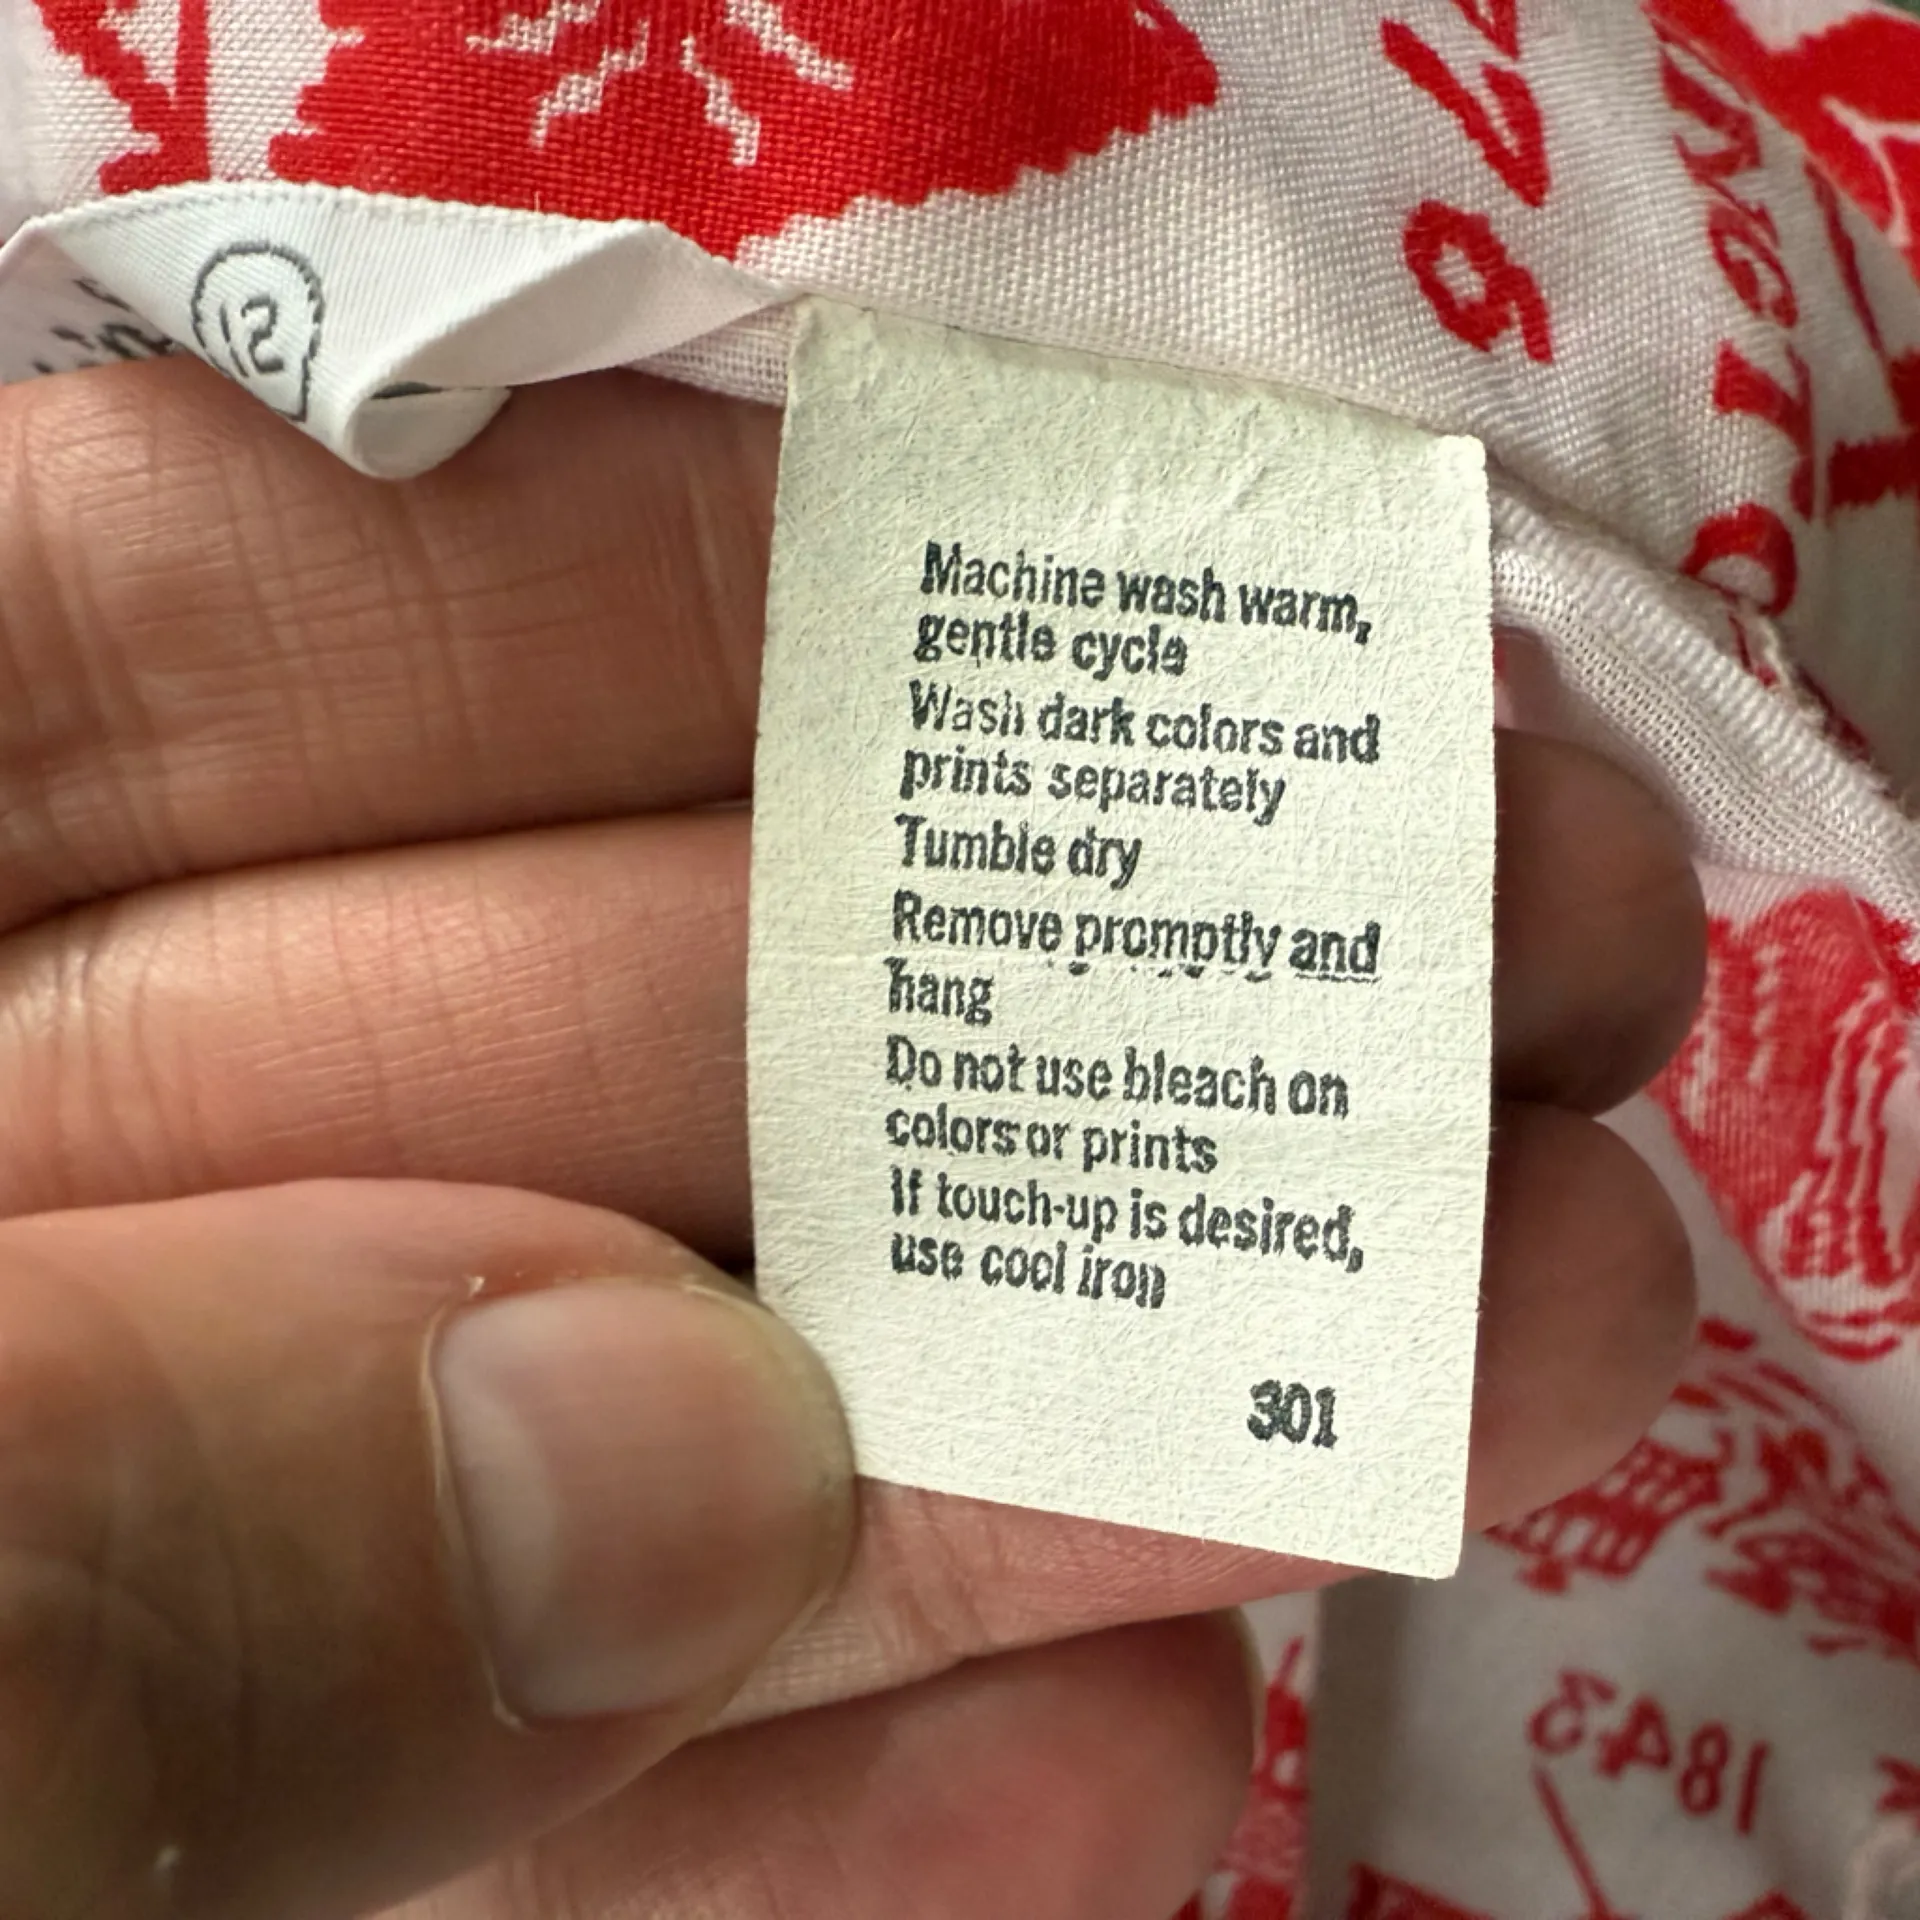 12
Machine wash warm,
gentle cycle
Wash dark colors and
prints separately
Tumble dry
Remove promptly and
hang
Do not use bleach on
colors or prints
If touch-up is desired,
use cool iron
301
1843